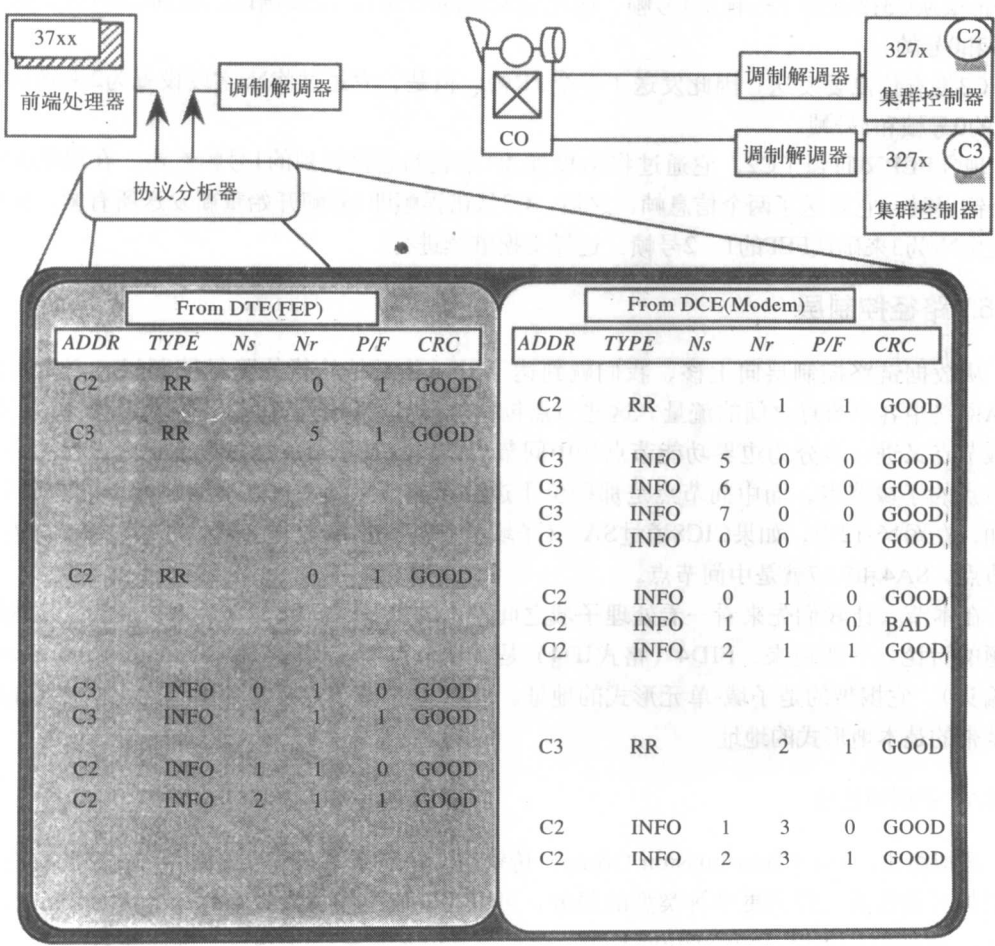 37xx
前端处理器
调制解调器
协议分析器
CO
调制解调器
327x
C2
集群控制器
调制解调器
327x
C3
集群控制器
From DTE(FEP)
ADDR TYPE Ns Nr P/F CRC
C2 RR 0 1 GOOD
C3 RR 5 1 GOOD
C2 RR 0 1 GOOD
C3 INFO 0 1 0 GOOD
C3 INFO 1 1 1 GOOD
C2 INFO 1 1 0 GOOD
C2 INFO 2 1 1 GOOD
From DCE(Modem)
ADDR TYPE Ns Nr P/F CRC
C2 RR 1 1 GOOD
C3 INFO 5 0 0 GOOD
C3 INFO 6 0 0 GOOD
C3 INFO 7 0 0 GOOD
C3 INFO 0 0 1 GOOD
C2 INFO 0 1 0 GOOD
C2 INFO 1 1 0 BAD
C2 INFO 2 1 1 GOOD
C3 RR 2 1 GOOD
C2 INFO 1 3 0 GOOD
C2 INFO 2 3 1 GOOD